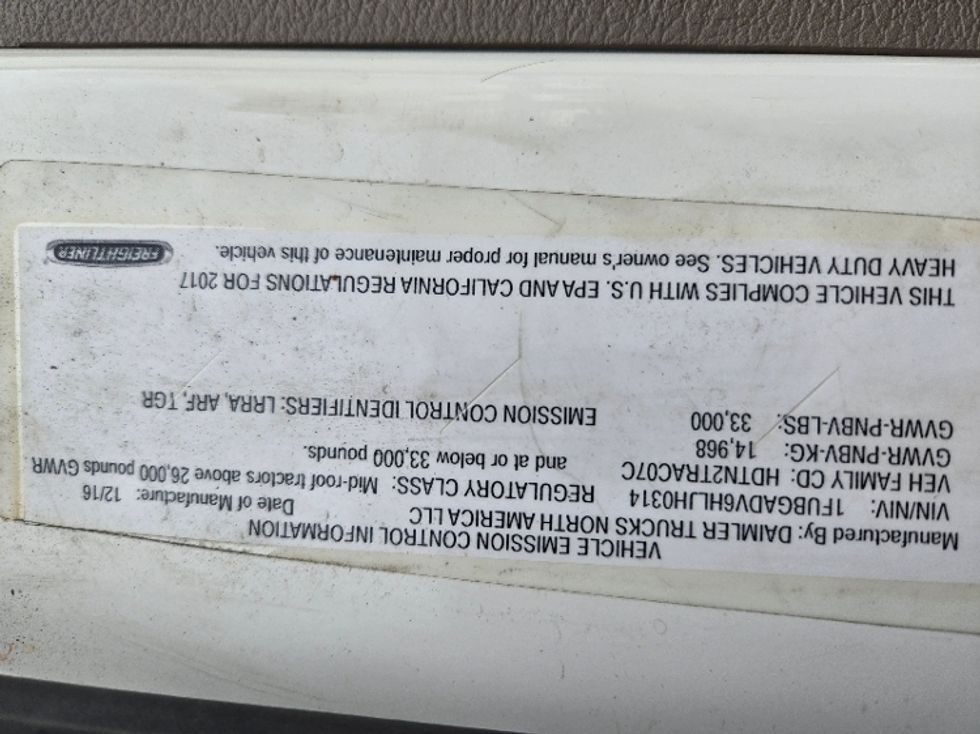 VEHICLE EMISSION CONTROL INFORMATION
Manufactured By: DAIMLER TRUCKS NORTH AMERICA LLC Date of Manufacture: 12/16
VIN/NIV: 1FUBGADV6HLJH0314 REGULATORY CLASS: Mid-roof tractors above 26,000 pounds GVWR
VEH FAMILY CD: HDTN2TRAC07C and at or below 33,000 pounds.
GVWR-PNBV-KG: 14,968
GVWR-PNBV-LBS: 33,000 EMISSION CONTROL IDENTIFIERS: LRRA, ARF, TGR
THIS VEHICLE COMPLIES WITH U.S. EPA AND CALIFORNIA REGULATIONS FOR 2017
HEAVY DUTY VEHICLES. See owner's manual for proper maintenance of this vehicle.
FREIGHTLINER